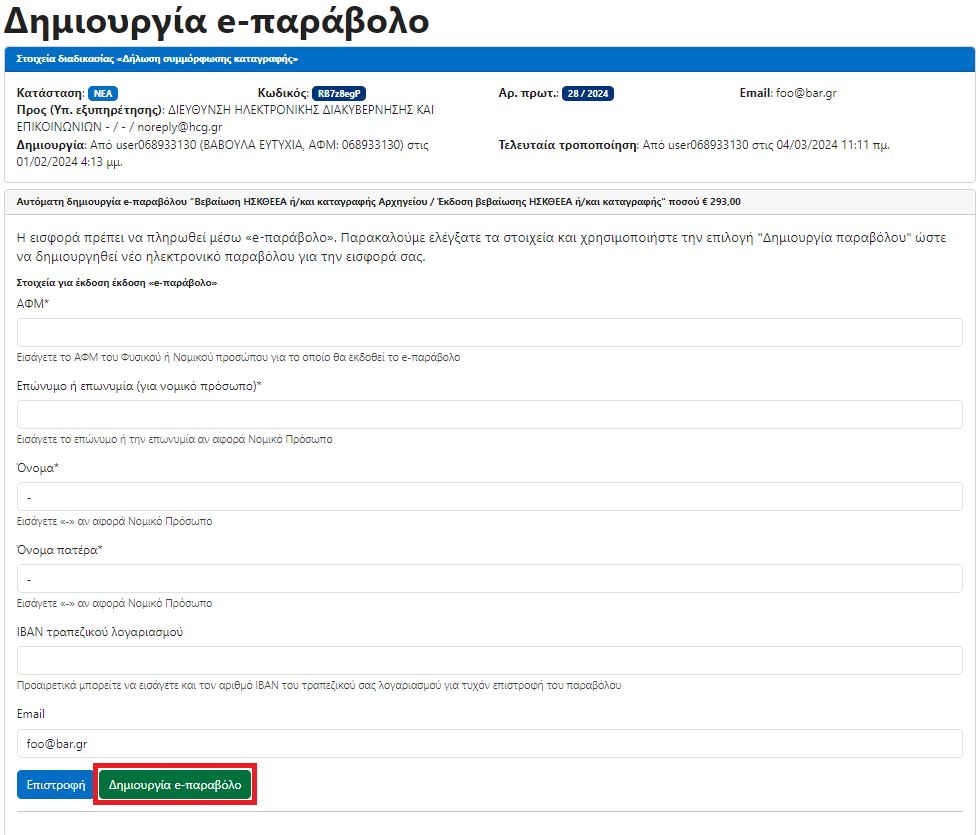 Δημιουργία e-παράβολο
Στοιχεία διαδικασίας «Δήλωση συμμόρφωσης καταγραφής»
Κατάσταση: ΝΕΑ Κωδικός: RB7z8egP Αρ. πρωτ.: 28 / 2024 Email: foo@bar.gr
Προς (Υπ. εξυπηρέτησης): ΔΙΕΥΘΥΝΣΗ ΗΛΕΚΤΡΟΝΙΚΗΣ ΔΙΑΚΥΒΕΡΝΗΣΗΣ ΚΑΙ
ΕΠΙΚΟΙΝΩΝΙΩΝ - / - / noreply@hcg.gr
Δημιουργία: Από user068933130 (ΒΑΒΟΥΛΑ ΕΥΤΥΧΙΑ, ΑΦΜ: 068933130) στις
01/02/2024 4:13 μμ.
Τελευταία τροποποίηση: Από user068933130 στις 04/03/2024 11:11 πμ.
Αυτόματη δημιουργία e-παραβόλου "Βεβαίωση ΗΣΚΘΕΕΑ ή/και καταγραφής Αρχηγείου / Έκδοση βεβαίωσης ΗΣΚΘΕΕΑ ή/και καταγραφής" ποσού € 293,00
Η εισφορά πρέπει να πληρωθεί μέσω «e-παράβολο». Παρακαλούμε ελέγξατε τα στοιχεία και χρησιμοποιήστε την επιλογή "Δημιουργία παραβόλου" ώστε
να δημιουργηθεί νέο ηλεκτρονικό παραβόλου για την εισφορά σας.
Στοιχεία για έκδοση έκδοση «e-παράβολο»
ΑΦΜ*
Εισάγετε το ΑΦΜ του Φυσικού ή Νομικού προσώπου για το οποίο θα εκδοθεί το e-παράβολο
Επώνυμο ή επωνυμία (για νομικό πρόσωπο)*
Εισάγετε το επώνυμο ή την επωνυμία αν αφορά Νομικό Πρόσωπο
Όνομα*
-
Εισάγετε «-» αν αφορά Νομικό Πρόσωπο
Όνομα πατέρα*
-
Εισάγετε «-» αν αφορά Νομικό Πρόσωπο
IBAN τραπεζικού λογαριασμού
Προαιρετικά μπορείτε να εισάγετε και τον αριθμό IBAN του τραπεζικού σας λογαριασμού για τυχόν επιστροφή του παραβόλου
Email
foo@bar.gr
Επιστροφή Δημιουργία e-παραβόλο